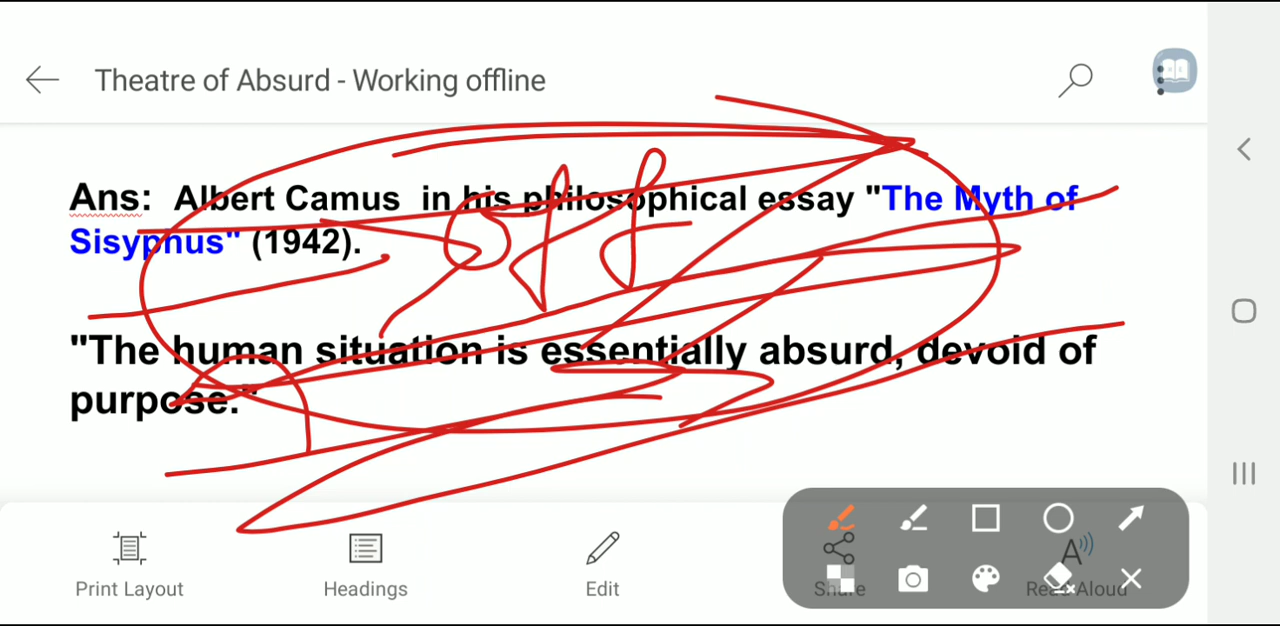 Theatre of Absurd - Working offline
Ans: Albert Camus in his philosophical essay "The Myth of
Sisyphus" (1942).
off
"The human situation is essentially absurd, devoid of
purpose."
Print Layout
Headings
Edit
Share
Read Aloud